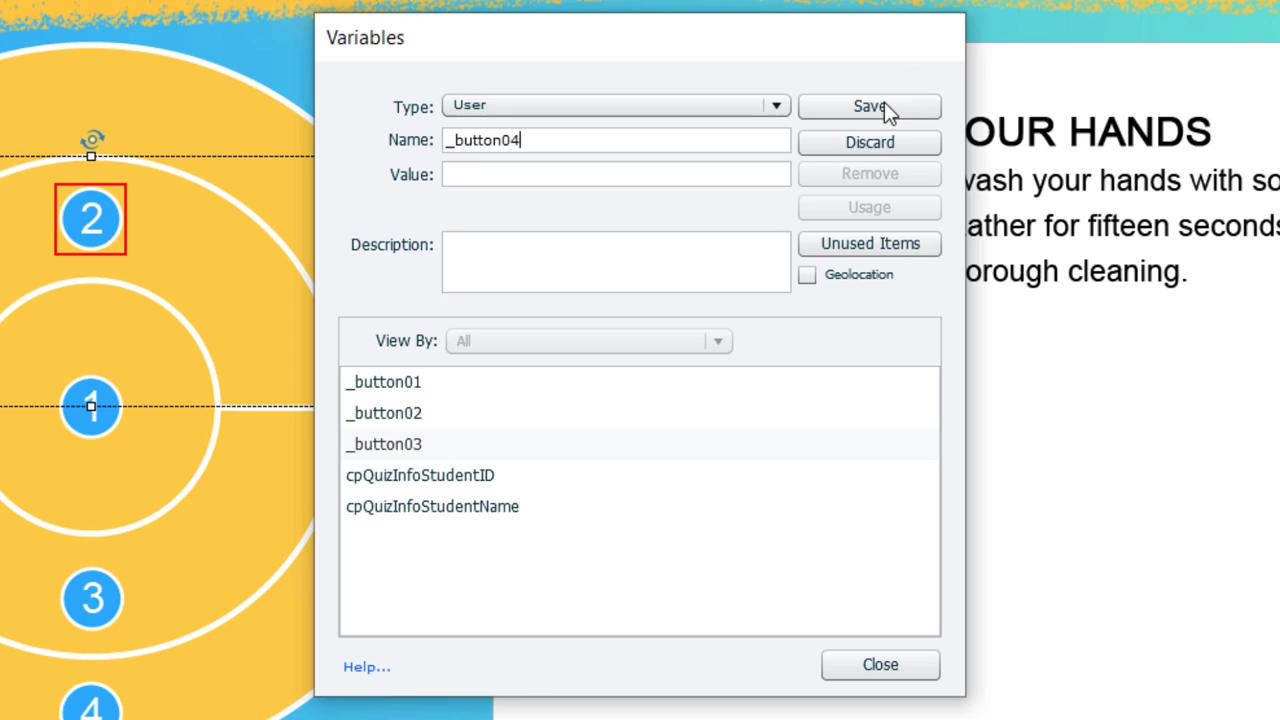 Variables
Type: User Save
Name: _button04 Discard
Value: Remove
Usage
Description: Unused Items
Geolocation
View By: All
_button01
_button02
_button03
cpQuizInfoStudentID
cpQuizInfoStudentName
Help... Close
2
1
3
4
OUR HANDS
wash your hands with so
ather for fifteen seconds
orough cleaning.